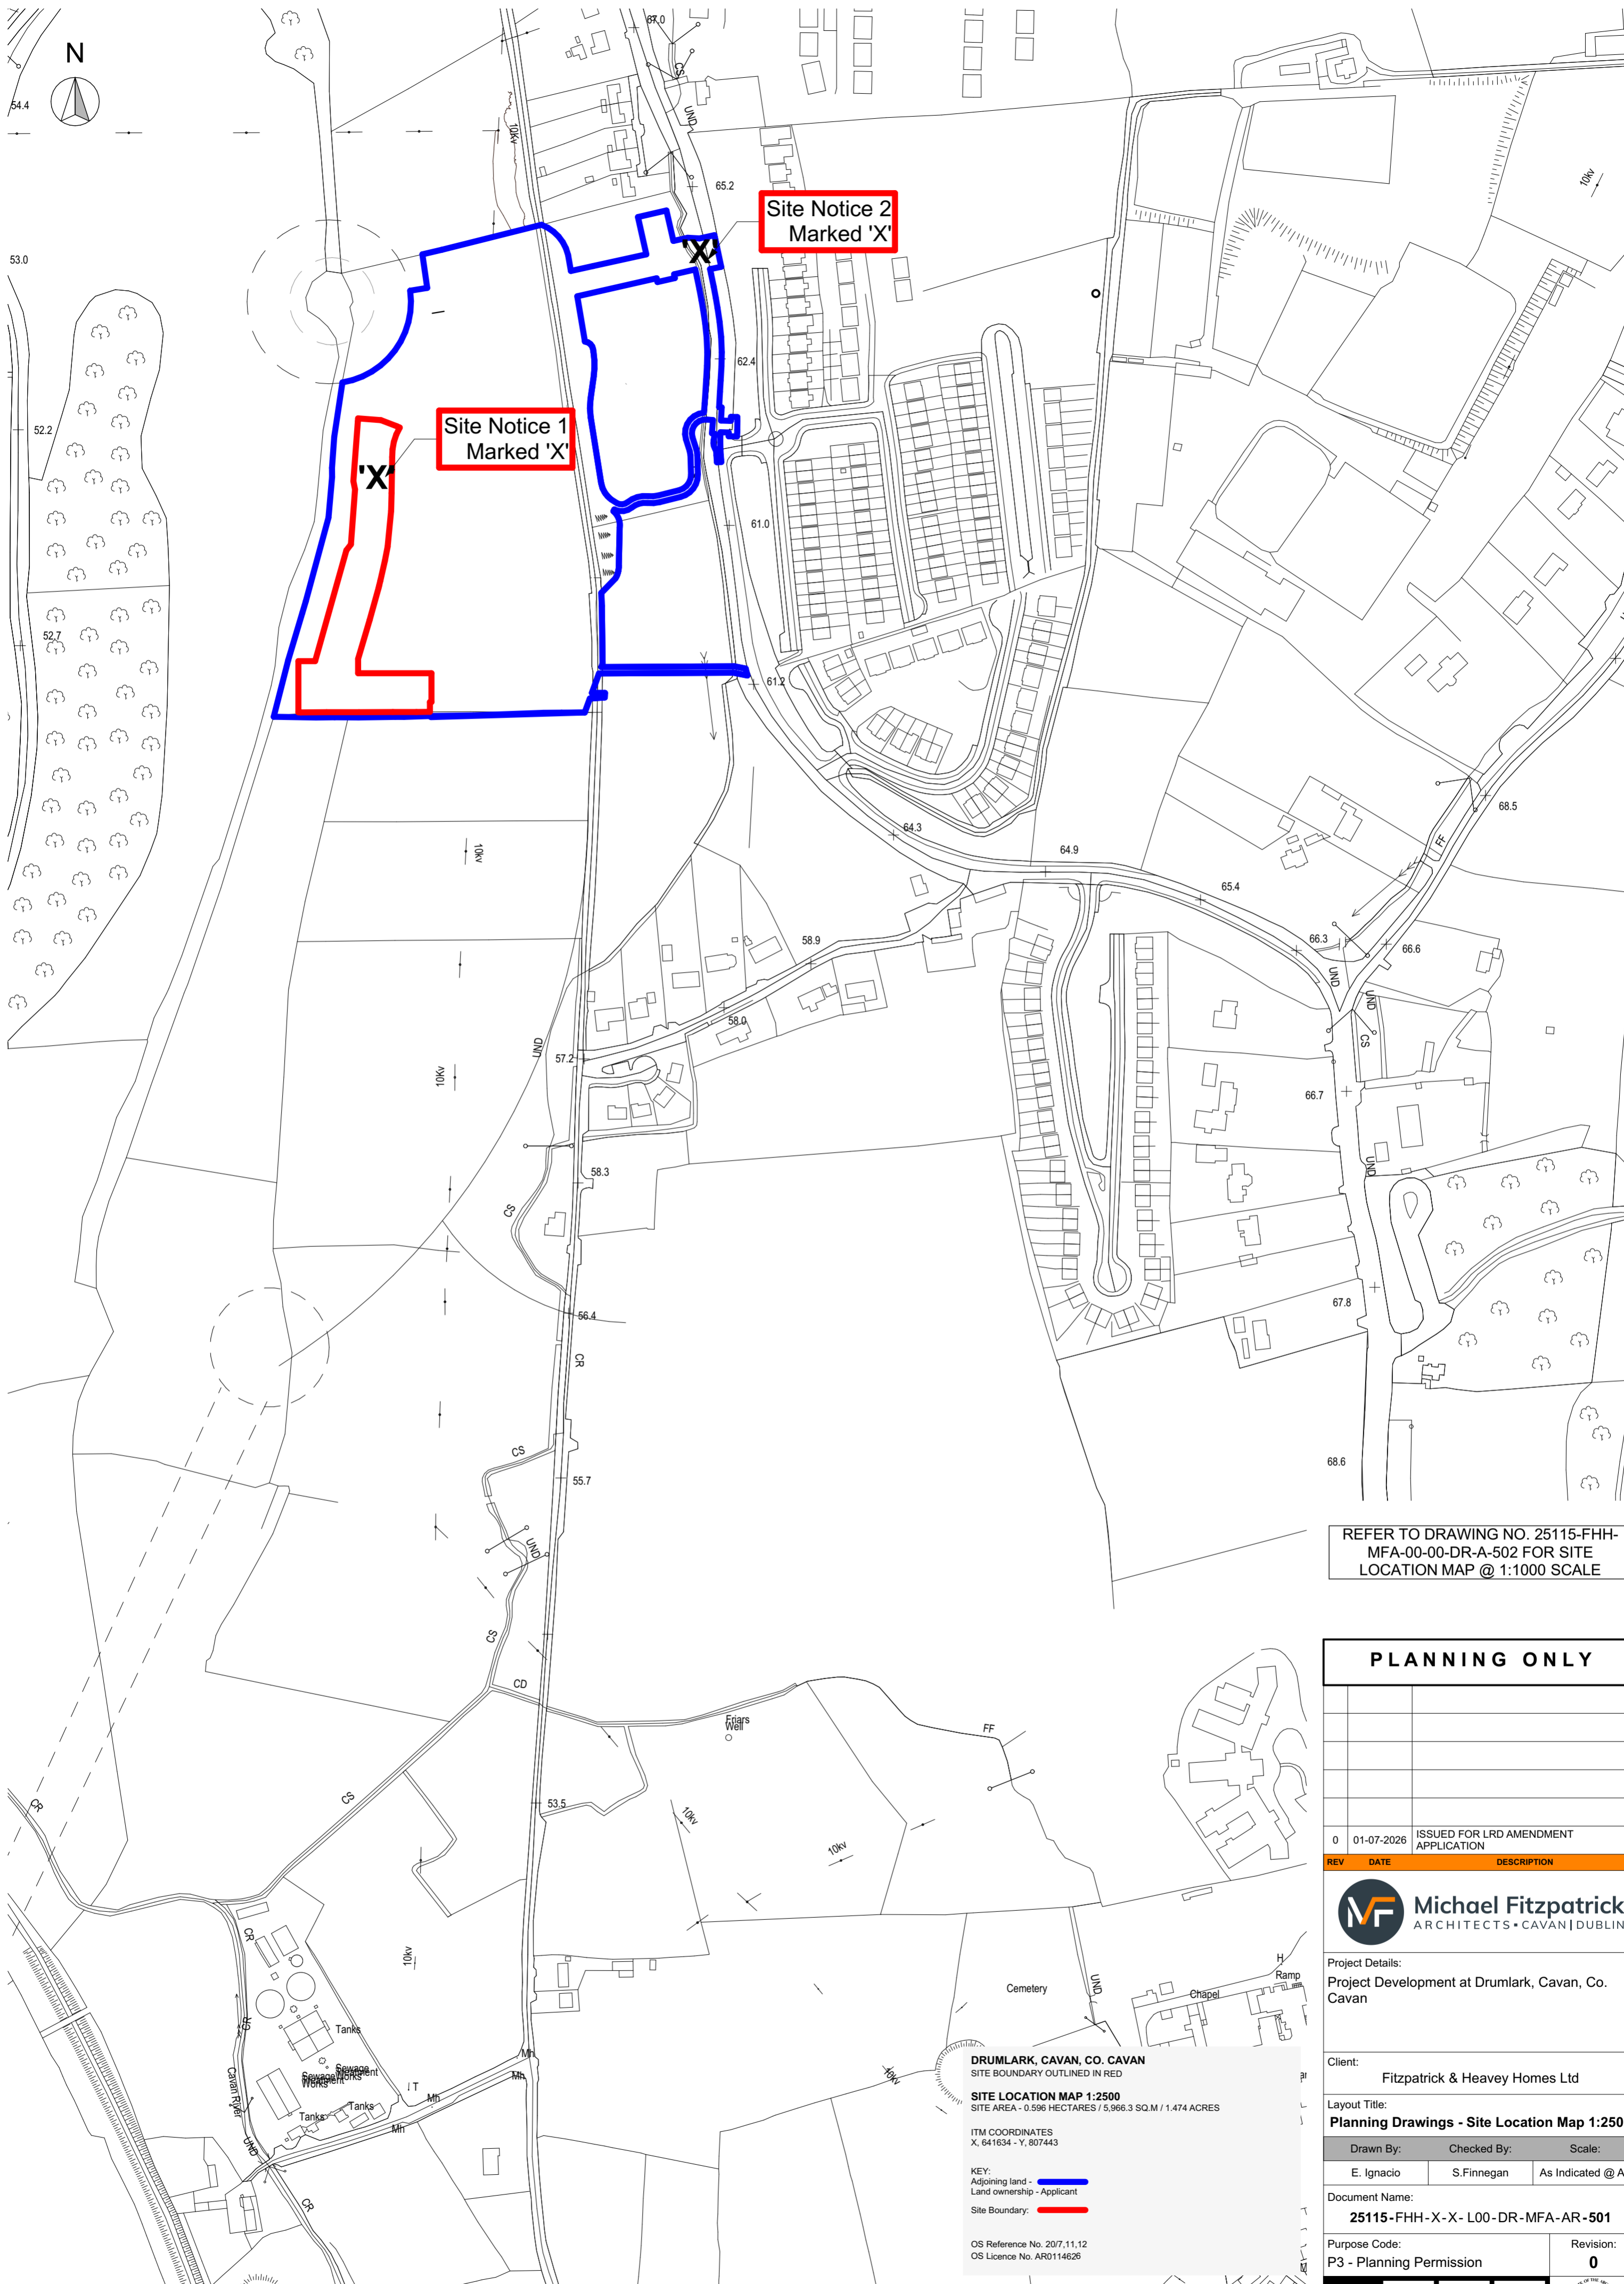 N
54.4
53.0
52.2
52.7
67.0
CS
UND
10Kv
65.2
10kv
Site Notice 2
Marked 'X'
'X'
62.4
Site Notice 1
Marked 'X'
'X'
61.0
61.2
64.3
64.9
65.4
68.5
FF
66.3
66.6
UND
UND
CS
66.7
UND
67.8
68.6
10kv
58.9
58.0
57.2
UND
10Kv
58.3
CS
56.4
CR
CS
55.7
UND
CS
CD
Friars
Well
FF
53.5
10kv
10kv
CR
CS
10kv
CR
CR
Cavan River
UND
CR
Tanks
Sewage
Treatment
Works
Tanks
T
Mh
Mh
Mh
Mh
10kv
Cemetery
UND
Chapel
H
Ramp
REFER TO DRAWING NO. 25115-FHH-
MFA-00-00-DR-A-502 FOR SITE
LOCATION MAP @ 1:1000 SCALE
PLANNING ONLY
0 01-07-2026 ISSUED FOR LRD AMENDMENT
APPLICATION
REV DATE DESCRIPTION
MF
Michael Fitzpatrick
ARCHITECTS▪CAVAN|DUBLIN
Project Details:
Project Development at Drumlark, Cavan, Co.
Cavan
Client:
Fitzpatrick & Heavey Homes Ltd
Layout Title:
Planning Drawings - Site Location Map 1:250
Drawn By: Checked By: Scale:
E. Ignacio S.Finnegan As Indicated @ A
Document Name:
25115-FHH-X-X-L00-DR-MFA-AR-501
Purpose Code: Revision:
P3 - Planning Permission 0
DRUMLARK, CAVAN, CO. CAVAN
SITE BOUNDARY OUTLINED IN RED
SITE LOCATION MAP 1:2500
SITE AREA - 0.596 HECTARES / 5,966.3 SQ.M / 1.474 ACRES
ITM COORDINATES
X, 641634 - Y, 807443
KEY:
Adjoining land -
Land ownership - Applicant
Site Boundary:
OS Reference No. 20/7,11,12
OS Licence No. AR0114626